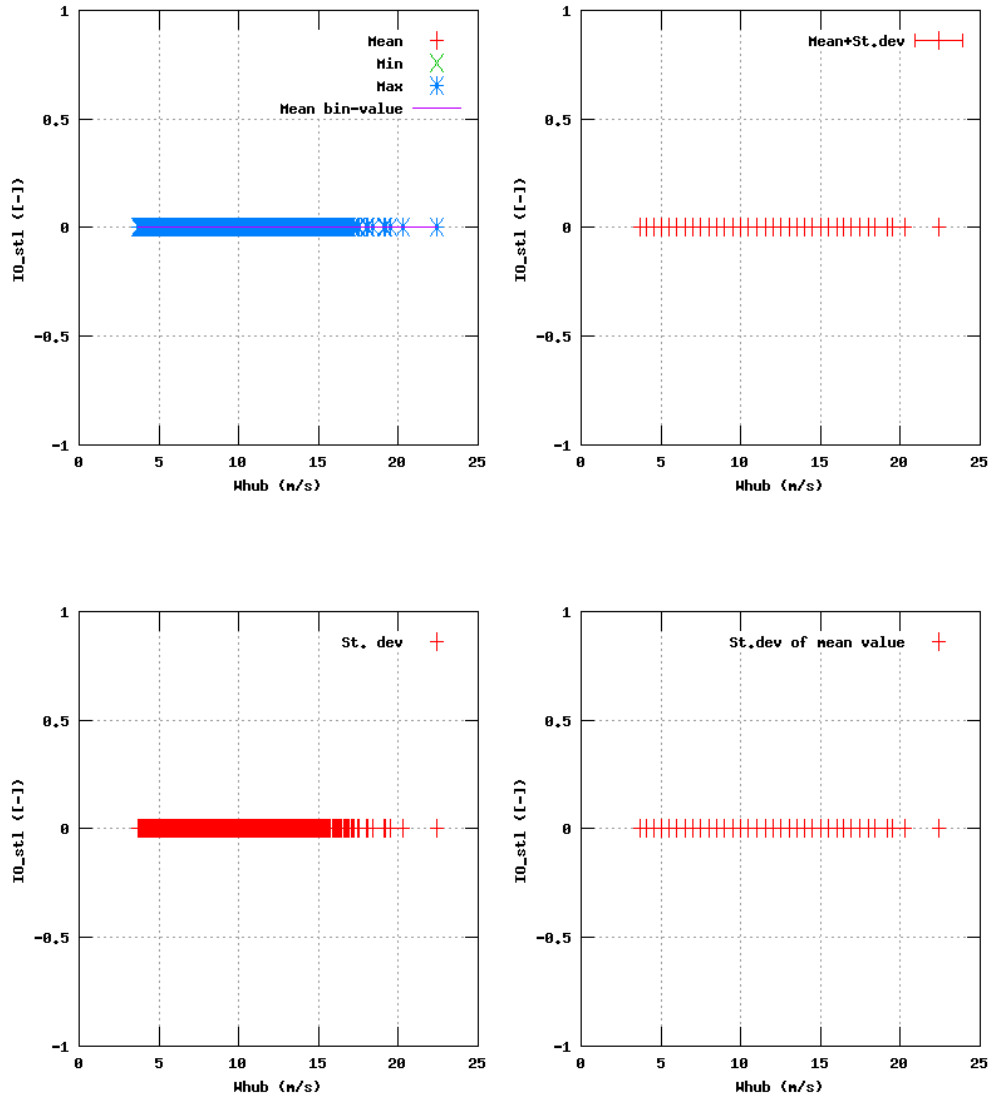 1
0.5
0
-0.5
-1
0
5
10
15
20
25
IO_stl ([-])
Whub (m/s)
Mean
Min
Max
Mean bin-value
1
0.5
0
-0.5
-1
0
5
10
15
20
25
IO_stl ([-])
Whub (m/s)
Mean+St.dev
1
0.5
0
-0.5
-1
0
5
10
15
20
25
IO_stl ([-])
Whub (m/s)
St. dev
1
0.5
0
-0.5
-1
0
5
10
15
20
25
IO_stl ([-])
Whub (m/s)
St.dev of mean value